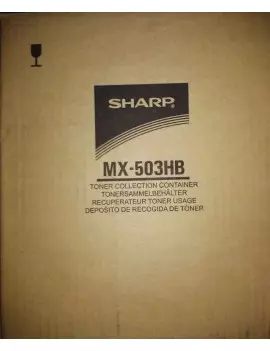 SHARP
MX-503HB
TONER COLLECTION CONTAINER
TONERSAMMELBEHÄLTER
RECUPERATEUR TONER USAGE
DEPOSITO DE RECOGIDA DE TONER